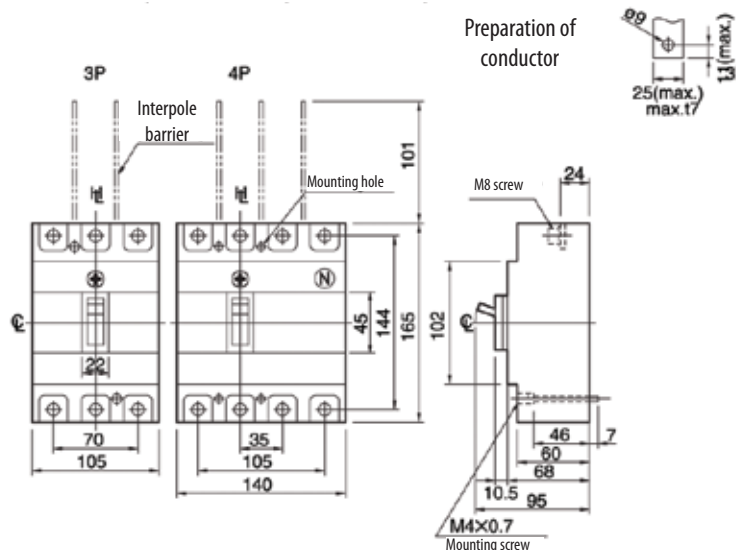 Preparation of
conductor
ø9
11(max.)
13
25(max.)
max.t7
3P
4P
Interpole
barrier
Mounting hole
101
M8 screw
24
N
22
45
144
165
102
70
105
35
105
140
46
7
60
68
10.5
95
M4×0.7
Mounting screw